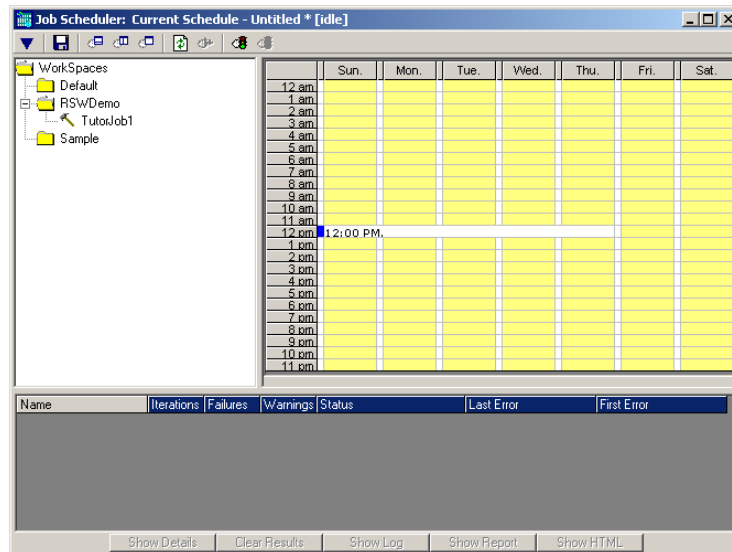 Job Scheduler: Current Schedule - Untitled * [idle]
WorkSpaces
Default
RSWDemo
TutorJob1
Sample
Sun. Mon. Tue. Wed. Thu. Fri. Sat.
12 am
1 am
2 am
3 am
4 am
5 am
6 am
7 am
8 am
9 am
10 am
11 am
12 pm 12:00 PM.
1 pm
2 pm
3 pm
4 pm
5 pm
6 pm
7 pm
8 pm
9 pm
10 pm
11 pm
Name Iterations Failures Warnings Status Last Error First Error
Show Details Clear Results Show Log Show Report Show HTML